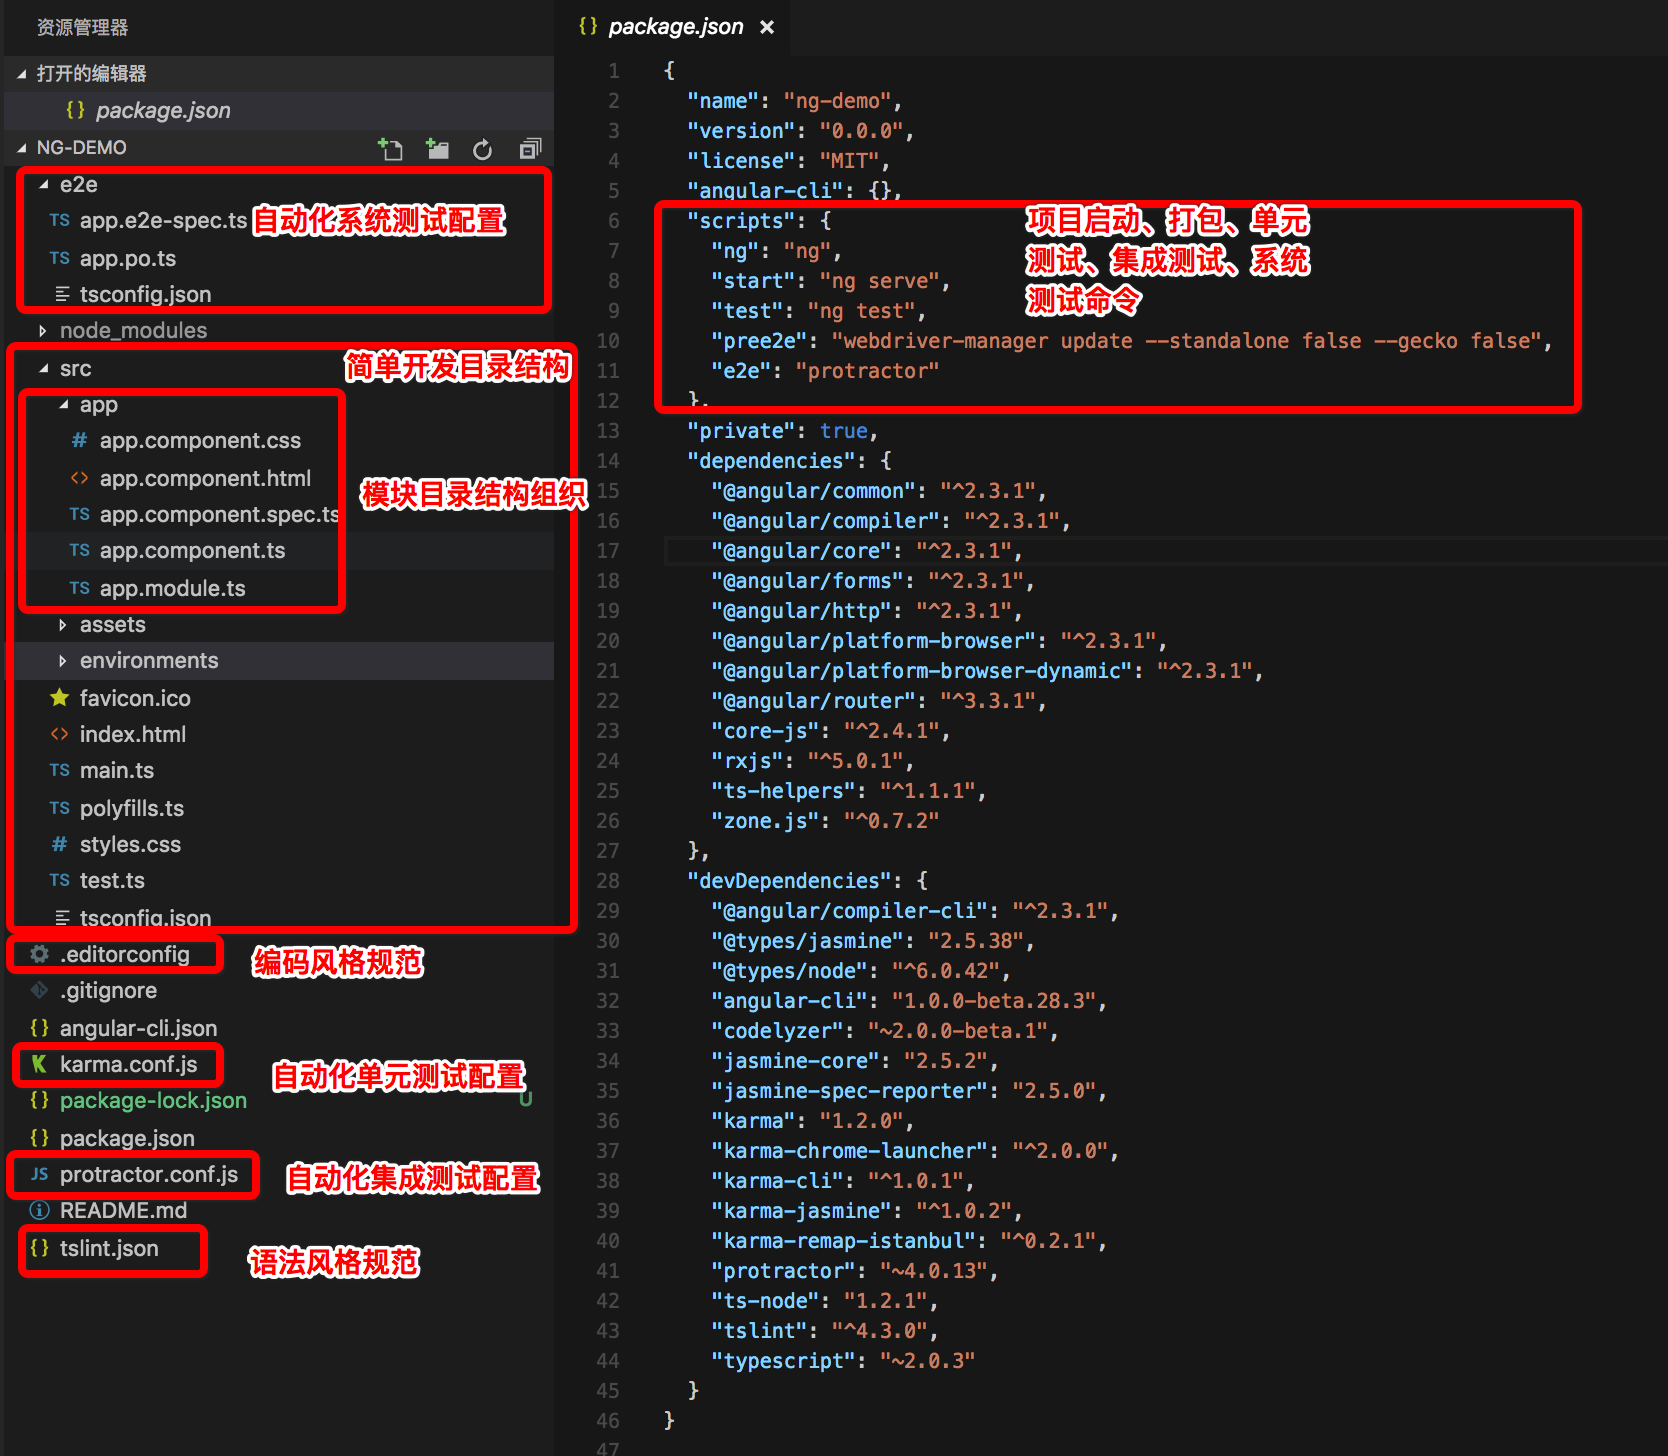 资源管理器
打开的编辑器
{} package.json
NG-DEMO
e2e
TS app.e2e-spec.ts 自动化系统测试配置
TS app.po.ts
tsconfig.json
node_modules
src 简单开发目录结构
app
# app.component.css
<> app.component.html
模块目录结构组织
TS app.component.spec.ts
TS app.component.ts
TS app.module.ts
assets
environments
favicon.ico
<> index.html
TS main.ts
TS polyfills.ts
# styles.css
TS test.ts
tsconfig.json
.editorconfig 编码风格规范
.gitignore
{} angular-cli.json
K karma.conf.js 自动化单元测试配置
{} package-lock.json U
{} package.json
JS protractor.conf.js 自动化集成测试配置
README.md
{} tslint.json 语法风格规范
{} package.json ×
1 {
2 "name": "ng-demo",
3 "version": "0.0.0",
4 "license": "MIT",
5 "angular-cli": {},
6 "scripts": {
7 "ng": "ng",
8 "start": "ng serve",
9 "test": "ng test",
10 "pree2e": "webdriver-manager update --standalone false --gecko false",
11 "e2e": "protractor"
12 },
项目启动、打包、单元
测试、集成测试、系统
测试命令
13 "private": true,
14 "dependencies": {
15 "@angular/common": "^2.3.1",
16 "@angular/compiler": "^2.3.1",
17 "@angular/core": "^2.3.1",
18 "@angular/forms": "^2.3.1",
19 "@angular/http": "^2.3.1",
20 "@angular/platform-browser": "^2.3.1",
21 "@angular/platform-browser-dynamic": "^2.3.1",
22 "@angular/router": "^3.3.1",
23 "core-js": "^2.4.1",
24 "rxjs": "^5.0.1",
25 "ts-helpers": "^1.1.1",
26 "zone.js": "^0.7.2"
27 },
28 "devDependencies": {
29 "@angular/compiler-cli": "^2.3.1",
30 "@types/jasmine": "2.5.38",
31 "@types/node": "^6.0.42",
32 "angular-cli": "1.0.0-beta.28.3",
33 "codelyzer": "~2.0.0-beta.1",
34 "jasmine-core": "2.5.2",
35 "jasmine-spec-reporter": "2.5.0",
36 "karma": "1.2.0",
37 "karma-chrome-launcher": "^2.0.0",
38 "karma-cli": "^1.0.1",
39 "karma-jasmine": "^1.0.2",
40 "karma-remap-istanbul": "^0.2.1",
41 "protractor": "~4.0.13",
42 "ts-node": "1.2.1",
43 "tslint": "^4.3.0",
44 "typescript": "~2.0.3"
45 }
46 }
47